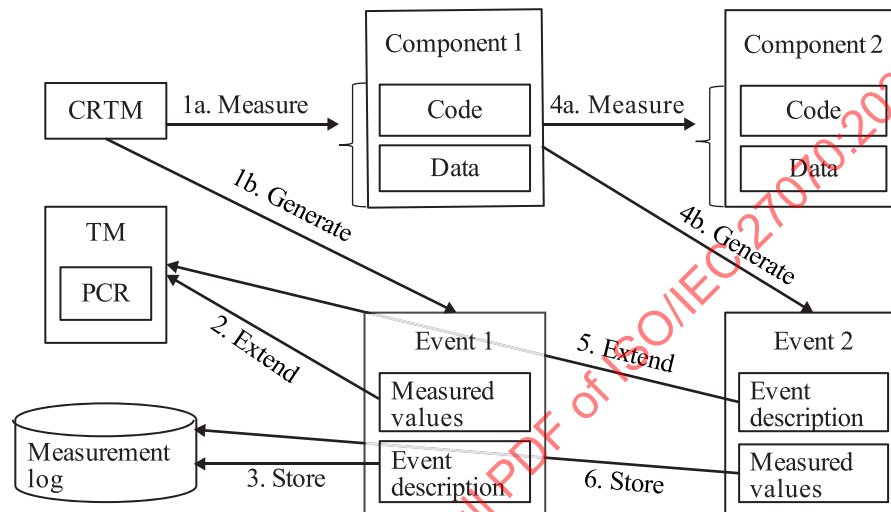 Component 1
Component 2
CRTM
1a. Measure
Code
Data
4a. Measure
Code
Data
1b. Generate
4b. Generate
TM
PCR
2. Extend
Event 1
Measured
values
Event
description
5. Extend
Event 2
Event
description
Measured
values
Measurement
log
3. Store
6. Store
PDF of ISO/IEC 27070:202